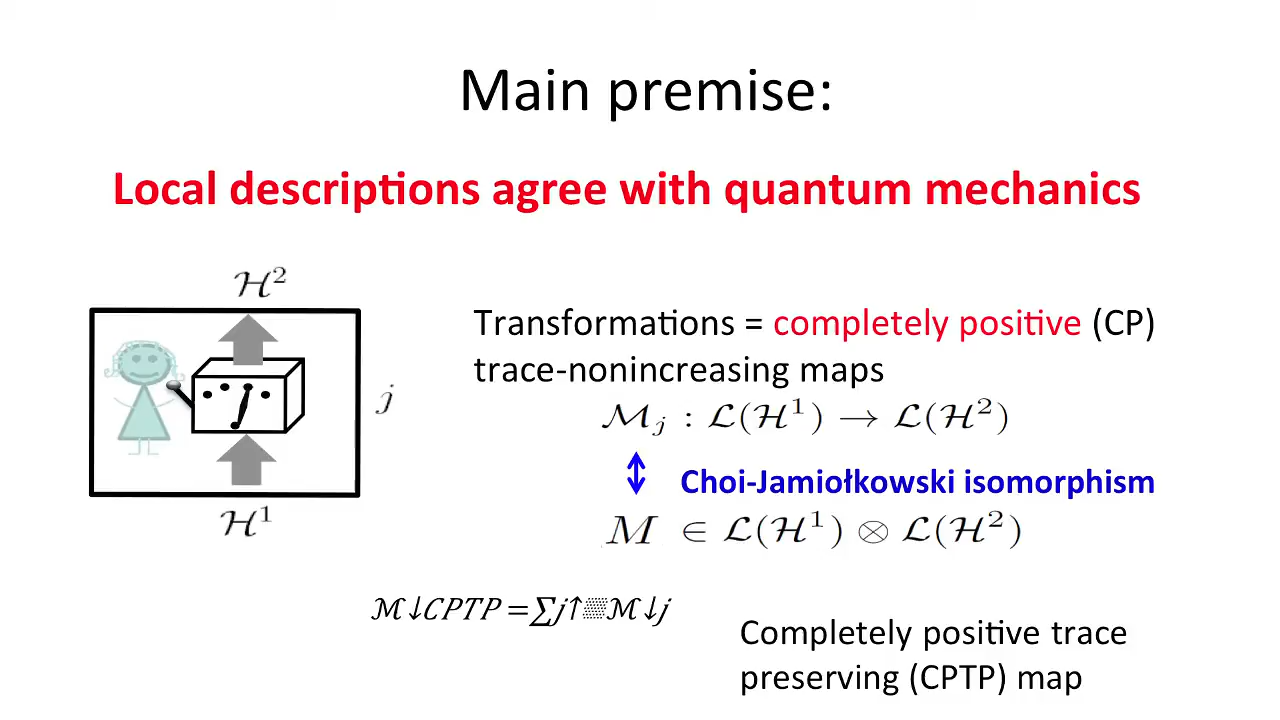 Main premise:
Local descriptions agree with quantum mechanics
ℋ²
j
ℋ¹
Transformations = completely positive (CP)
trace-nonincreasing maps
ℳⱼ : ℒ(ℋ¹) → ℒ(ℋ²)
Choi-Jamiołkowski isomorphism
M ∈ ℒ(ℋ¹) ⊗ ℒ(ℋ²)
ℳ↓CPTP =∑j↑▒ℳ↓j
Completely positive trace
preserving (CPTP) map